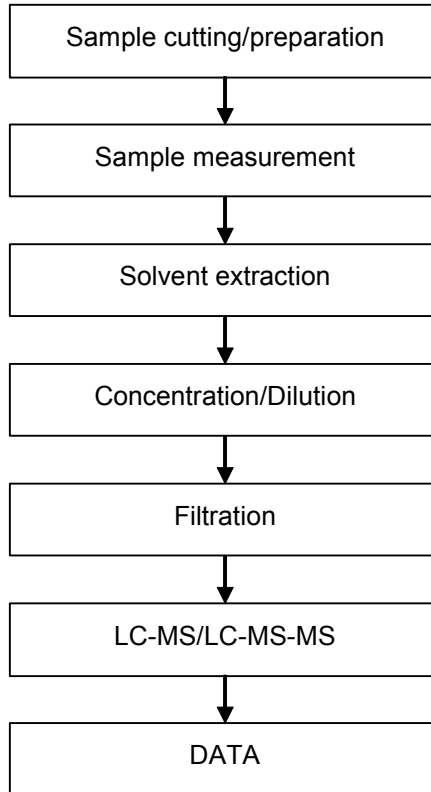 Sample cutting/preparation
Sample measurement
Solvent extraction
Concentration/Dilution
Filtration
LC-MS/LC-MS-MS
DATA